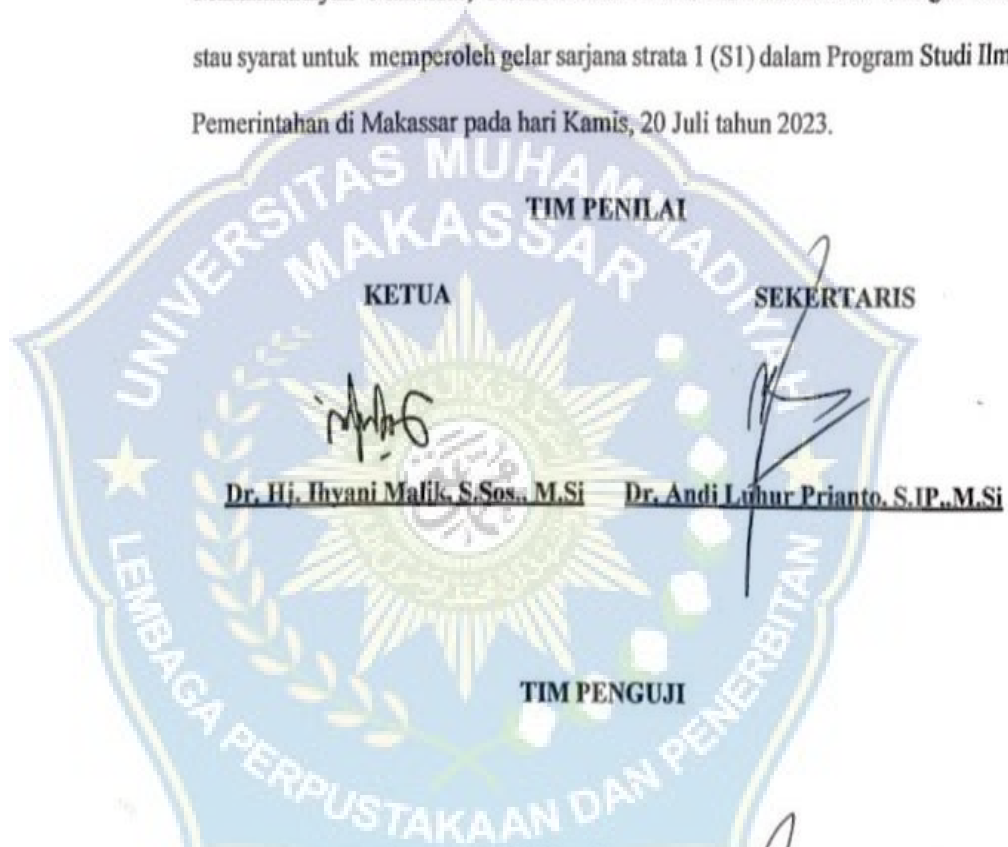 stau syarat untuk memperoleh gelar sarjana strata 1 (S1) dalam Program Studi Ilm
Pemerintahan di Makassar pada hari Kamis, 20 Juli tahun 2023.
TIM PENILAI
KETUA SEKERTARIS
Dr. Hj. Ihyani Malik, S.Sos., M.Si Dr. Andi Luhur Prianto, S.IP.,M.Si
TIM PENGUJI
UNIVERSITAS MUHAMMADIYAH
MAKASSAR
LEMBAGA PERPUSTAKAAN DAN PENERBITAN